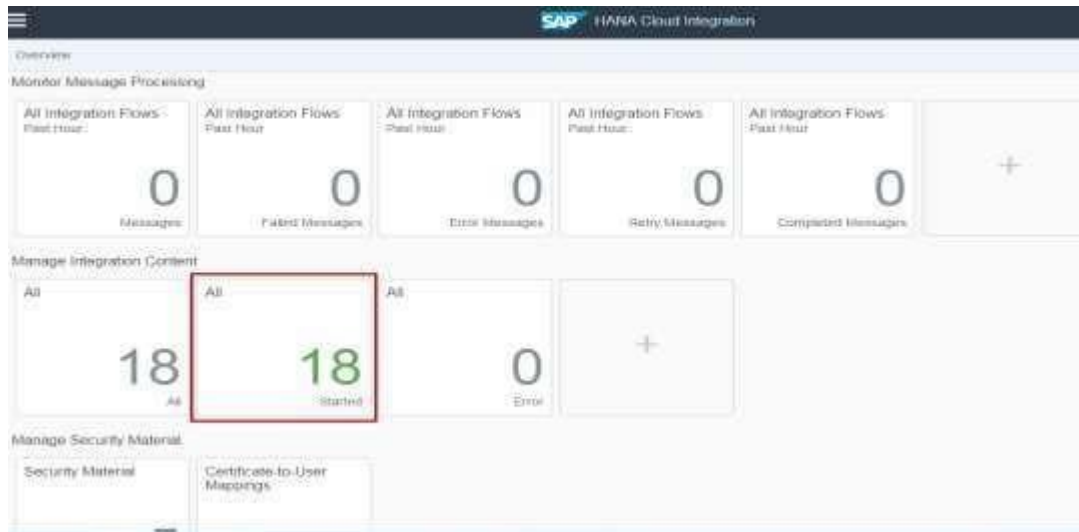 SAP HANA Cloud Integration
Overview
Monitor Message Processing
All Integration Flows
Past Hour
0
Messages
All Integration Flows
Past Hour
0
Failed Messages
All Integration Flows
Past Hour
0
Error Messages
All Integration Flows
Past Hour
0
Retry Messages
All Integration Flows
Past Hour
0
Completed Messages
+
Manage Integration Content
All
18
All
All
18
Started
All
0
Error
+
Manage Security Material
Security Material
Certificate-to-User
Mappings